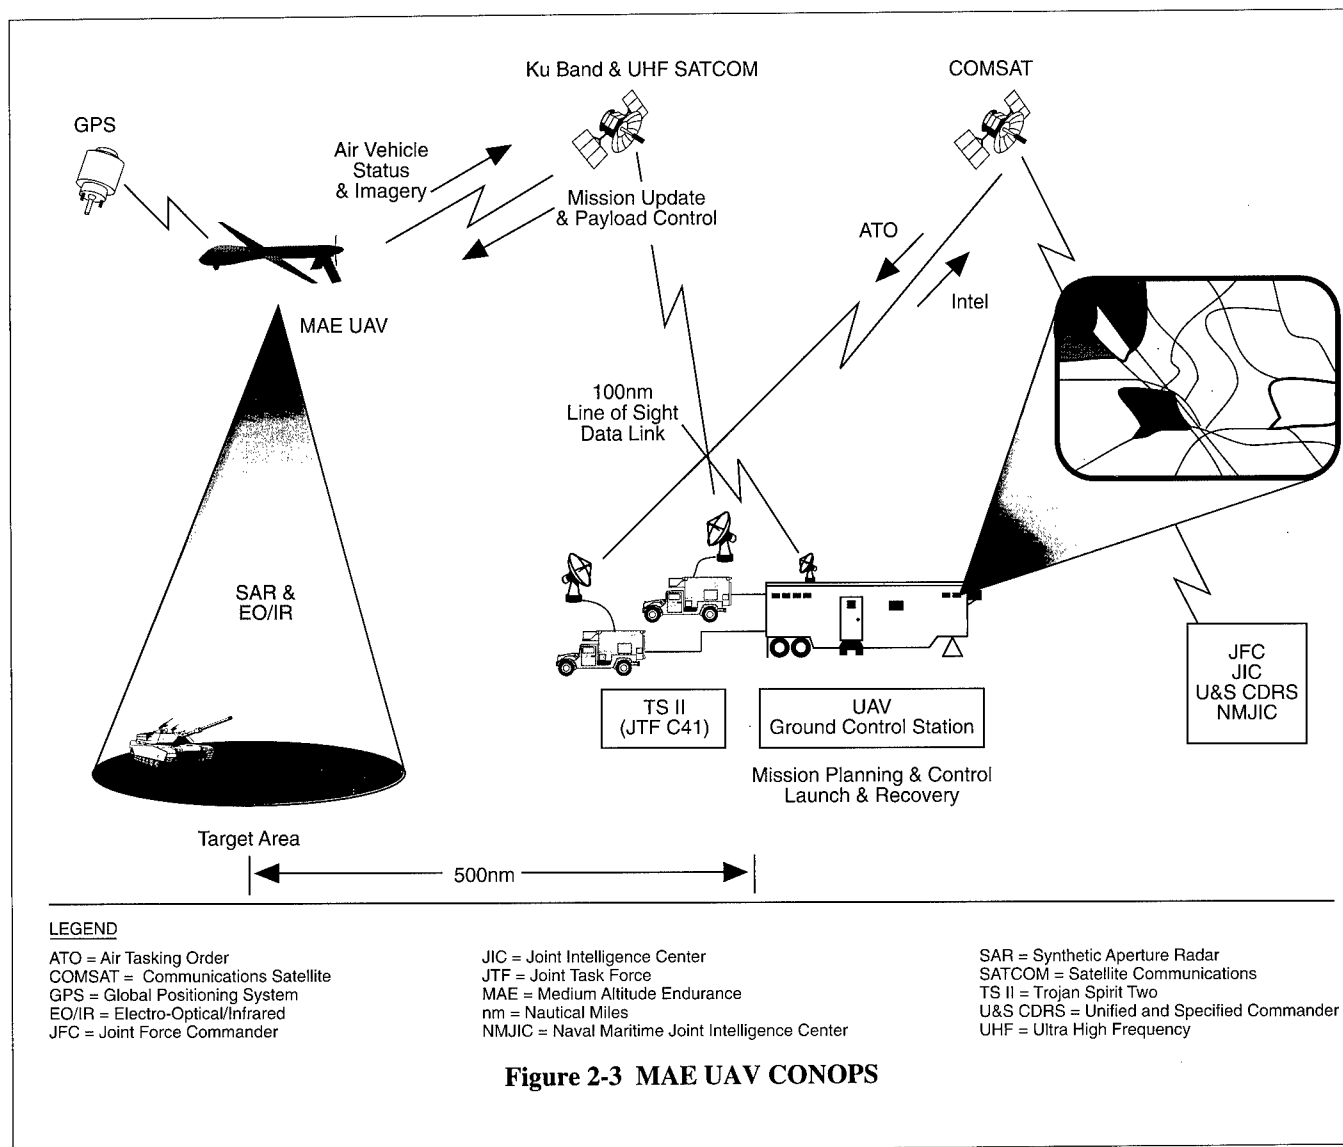 Ku Band & UHF SATCOM
COMSAT
GPS
Air Vehicle
Status
& Imagery
Mission Update
& Payload Control
ATO
Intel
MAE UAV
100nm
Line of Sight
Data Link
SAR &
EO/IR
TS II
(JTF C41)
UAV
Ground Control Station
Mission Planning & Control
Launch & Recovery
JFC
JIC
U&S CDRS
NMJIC
Target Area
500nm
LEGEND
ATO = Air Tasking Order
COMSAT = Communications Satellite
GPS = Global Positioning System
EO/IR = Electro-Optical/Infrared
JFC = Joint Force Commander
JIC = Joint Intelligence Center
JTF = Joint Task Force
MAE = Medium Altitude Endurance
nm = Nautical Miles
NMJIC = Naval Maritime Joint Intelligence Center
SAR = Synthetic Aperture Radar
SATCOM = Satellite Communications
TS II = Trojan Spirit Two
U&S CDRS = Unified and Specified Commander
UHF = Ultra High Frequency
Figure 2-3 MAE UAV CONOPS